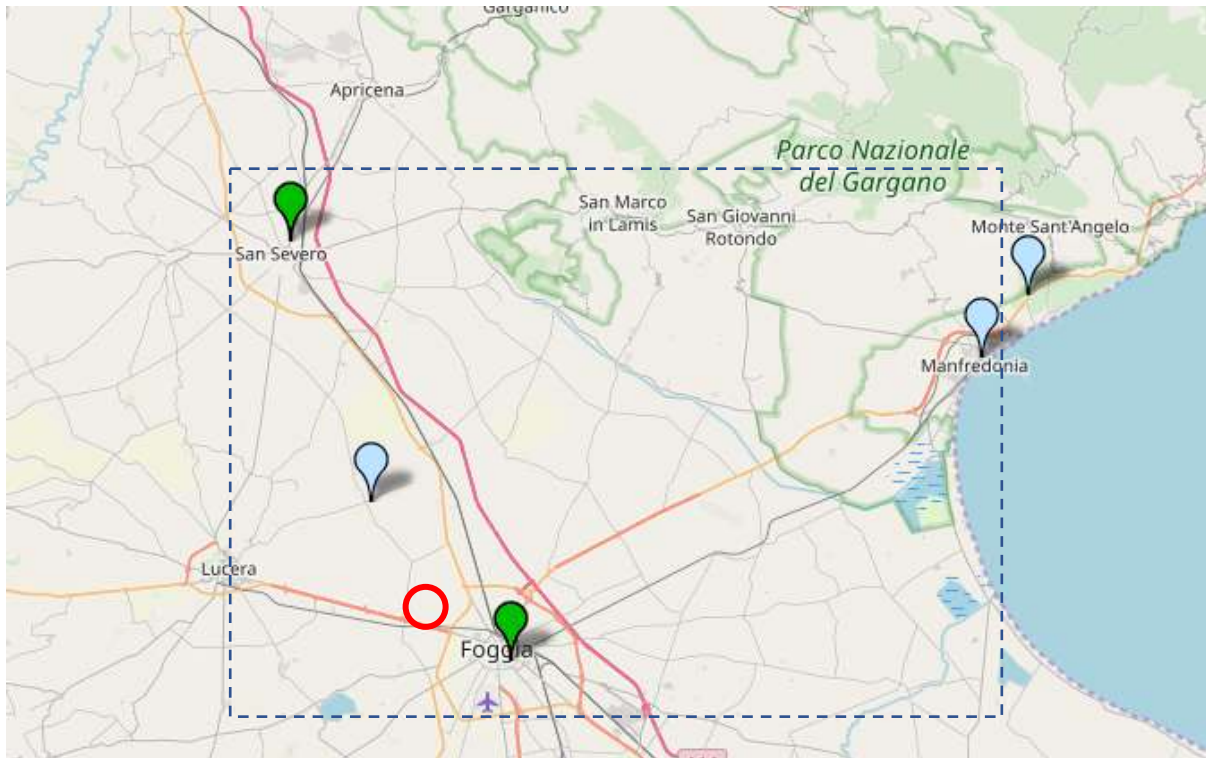 Garganico
Apricena
Parco Nazionale
del Gargano
San Marco
in Lamis
San Giovanni
Rotondo
Monte Sant'Angelo
San Severo
Manfredonia
Lucera
Foggia